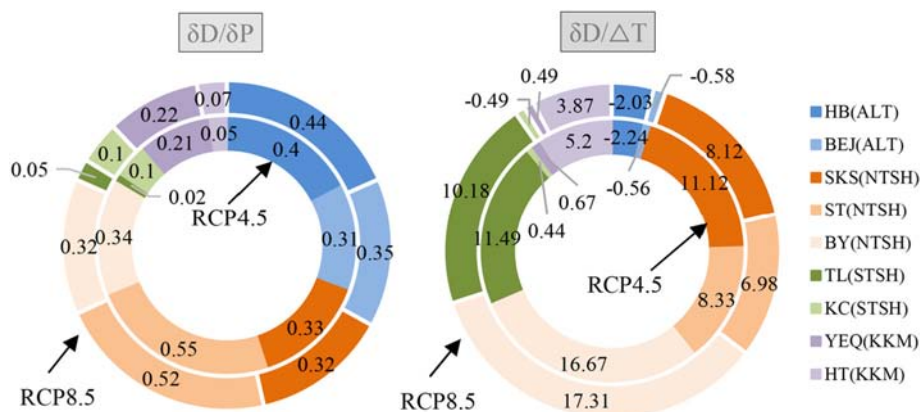 δD/δP
δD/△T
0.44
0.35
0.32
0.52
0.32
0.05
0.1
0.22
0.07
0.4
0.31
0.33
0.55
0.34
0.02
0.1
0.21
0.05
RCP4.5
RCP8.5
-2.03
-0.58
8.12
6.98
17.31
10.18
-0.49
0.49
3.87
-2.24
-0.56
11.12
8.33
16.67
11.49
0.44
0.67
5.2
RCP4.5
RCP8.5
HB(ALT)
BEJ(ALT)
SKS(NTSH)
ST(NTSH)
BY(NTSH)
TL(STSH)
KC(STSH)
YEQ(KKM)
HT(KKM)